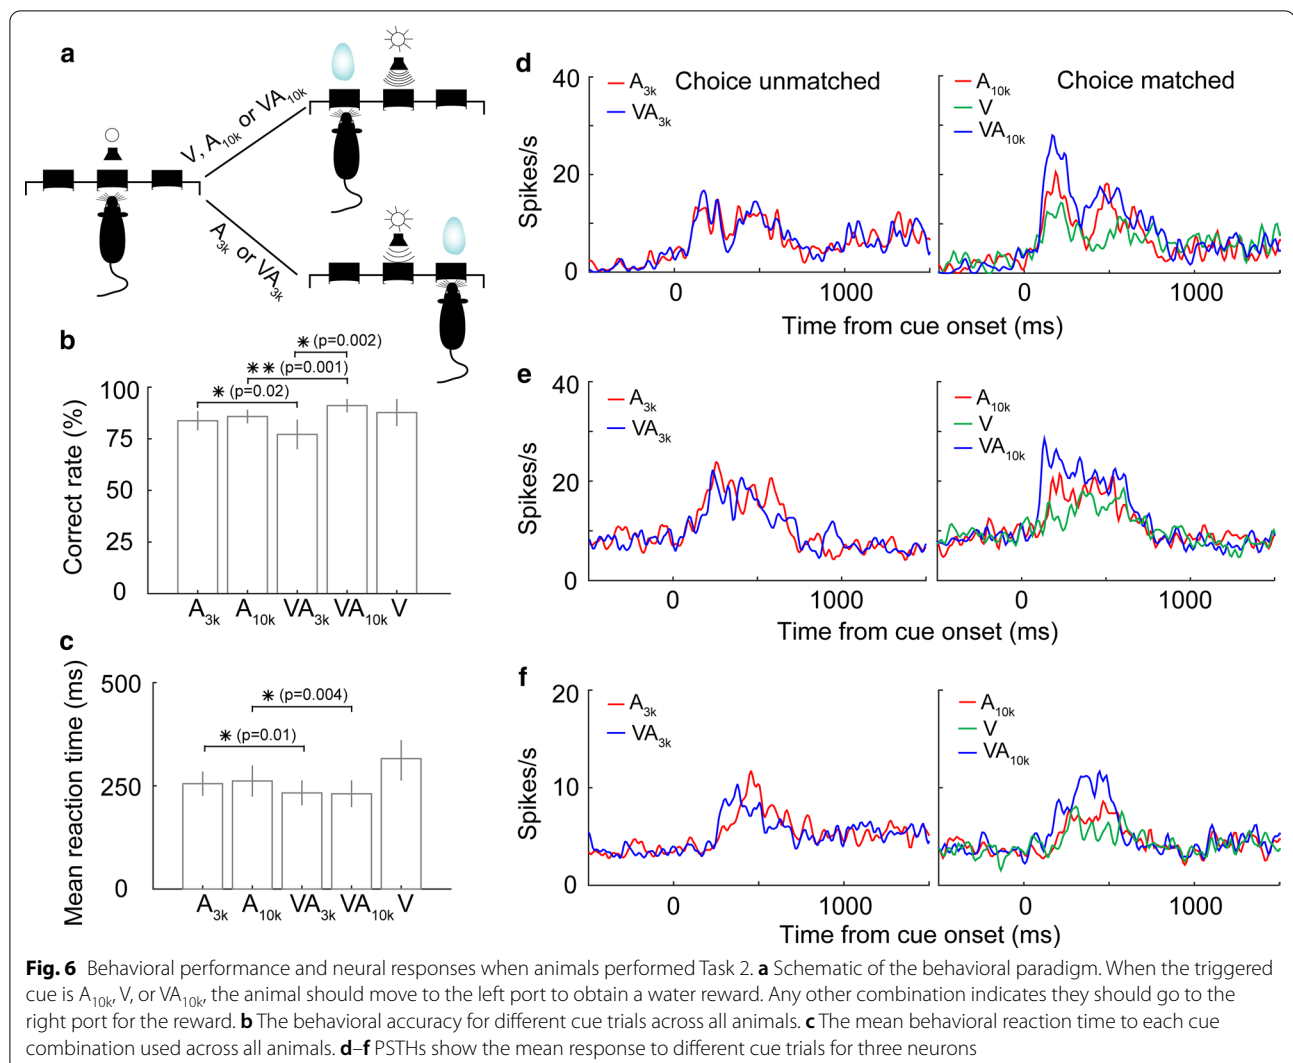 a
V, A10k or VA10k
A3k or VA3k
b
* (p=0.002)
** (p=0.001)
* (p=0.02)
Correct rate (%)
100
75
50
25
0
A3k A10k VA3k VA10k V
c
Mean reaction time (ms)
500
250
0
* (p=0.004)
* (p=0.01)
A3k A10k VA3k VA10k V
d
Spikes/s
40
20
0
Choice unmatched
A3k
VA3k
Choice matched
A10k
V
VA10k
0 1000 0 1000
Time from cue onset (ms)
e
Spikes/s
40
20
0
A3k
VA3k
A10k
V
VA10k
0 1000 0 1000
Time from cue onset (ms)
f
Spikes/s
20
10
0
A3k
VA3k
A10k
V
VA10k
0 1000 0 1000
Time from cue onset (ms)
Fig. 6 Behavioral performance and neural responses when animals performed Task 2. a Schematic of the behavioral paradigm. When the triggered
cue is A10k, V, or VA10k, the animal should move to the left port to obtain a water reward. Any other combination indicates they should go to the
right port for the reward. b The behavioral accuracy for different cue trials across all animals. c The mean behavioral reaction time to each cue
combination used across all animals. d–f PSTHs show the mean response to different cue trials for three neurons